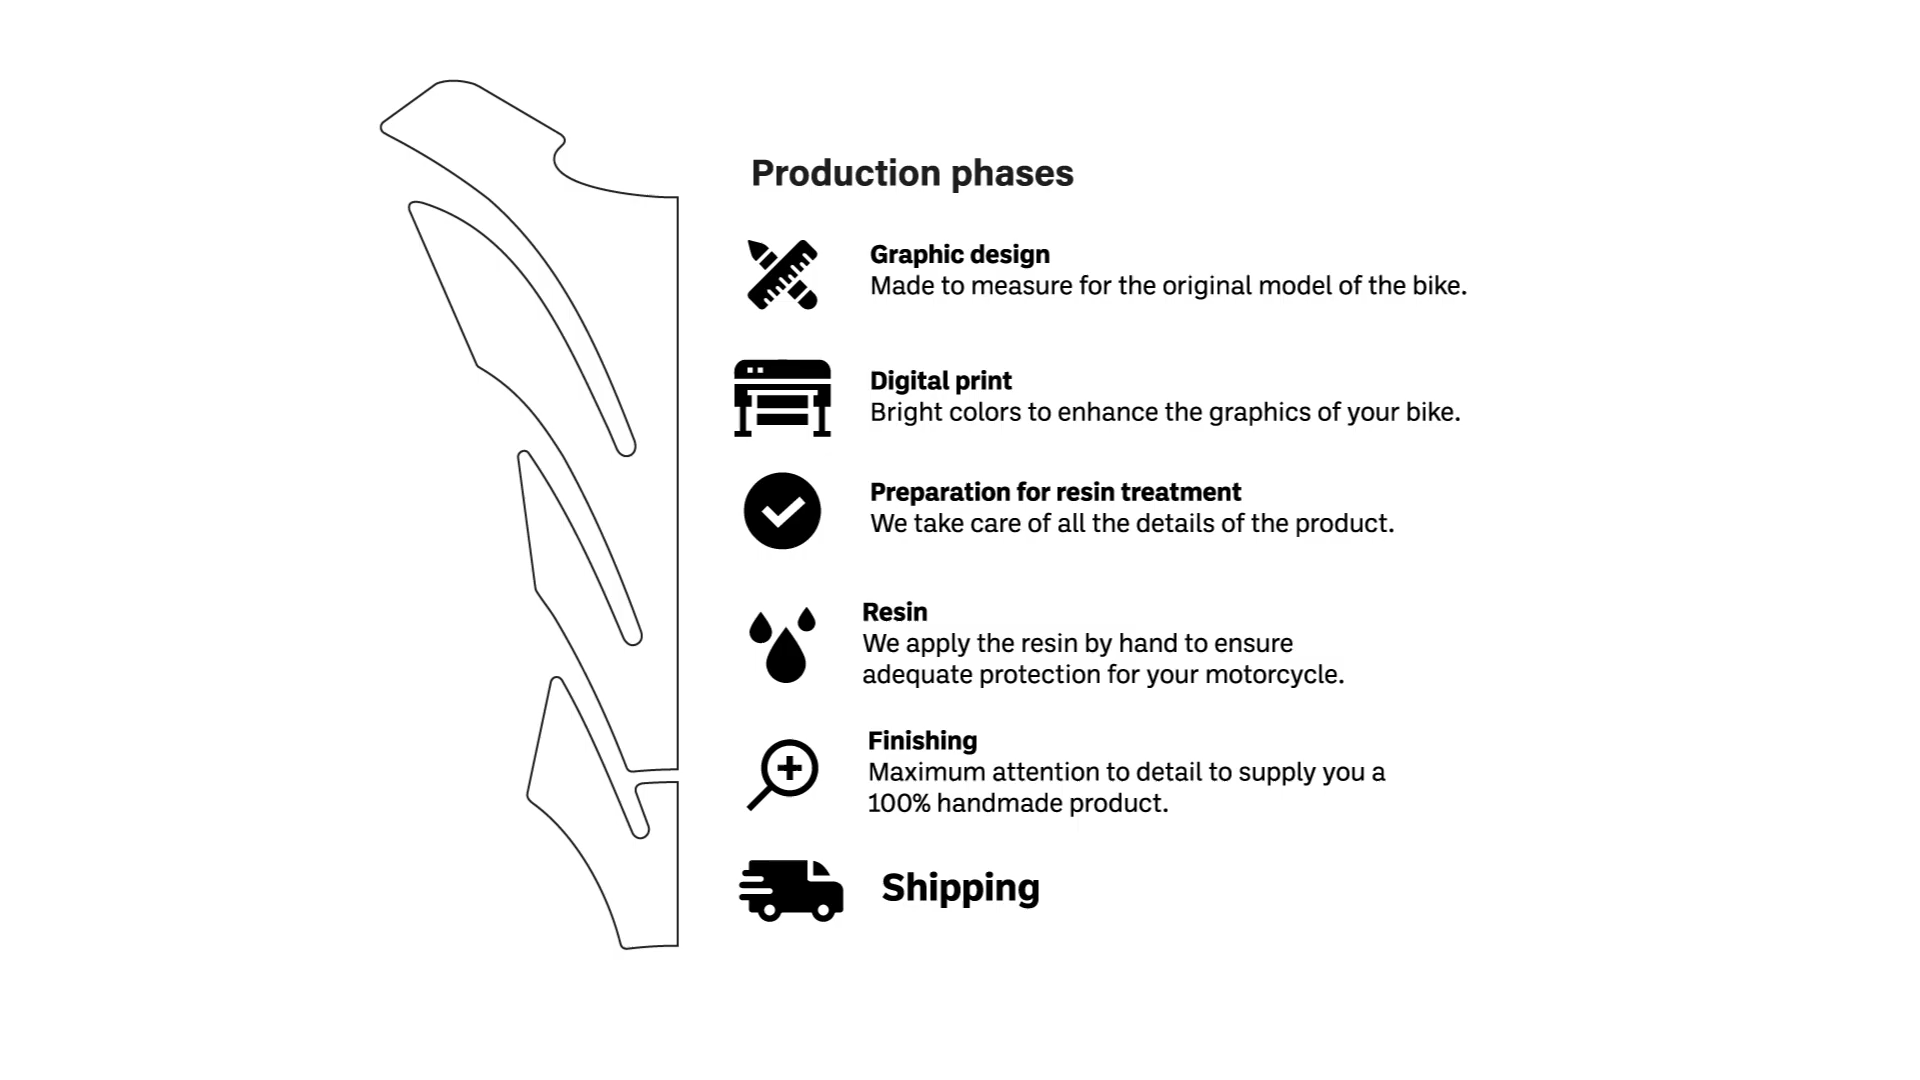 Production phases
Graphic design
Made to measure for the original model of the bike.
Digital print
Bright colors to enhance the graphics of your bike.
Preparation for resin treatment
We take care of all the details of the product.
Resin
We apply the resin by hand to ensure
adequate protection for your motorcycle.
Finishing
Maximum attention to detail to supply you a
100% handmade product.
Shipping